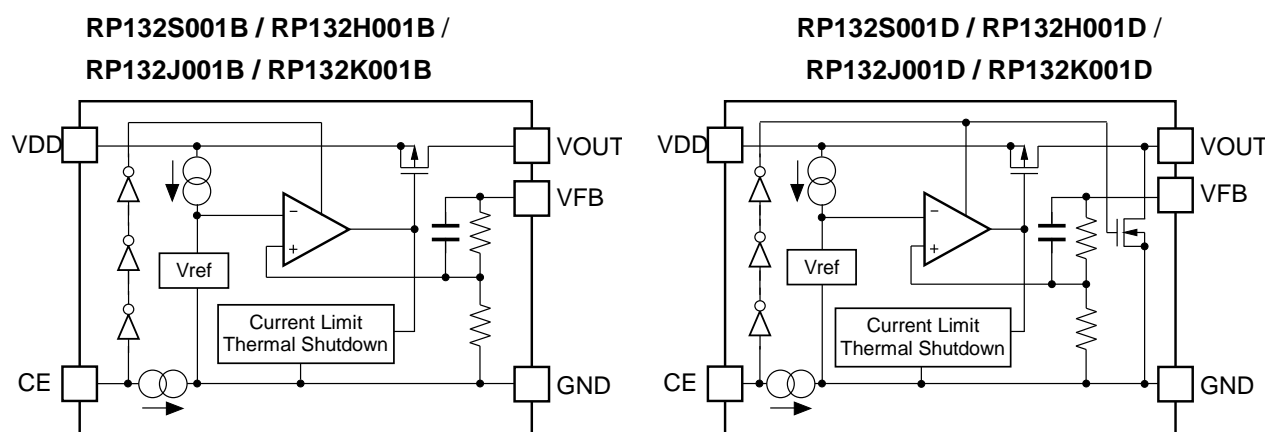 RP132S001B / RP132H001B /
RP132J001B / RP132K001B
VDD
VOUT
VFB
−
+
Vref
Current Limit
Thermal Shutdown
CE
GND
RP132S001D / RP132H001D /
RP132J001D / RP132K001D
VDD
VOUT
VFB
−
+
Vref
Current Limit
Thermal Shutdown
CE
GND